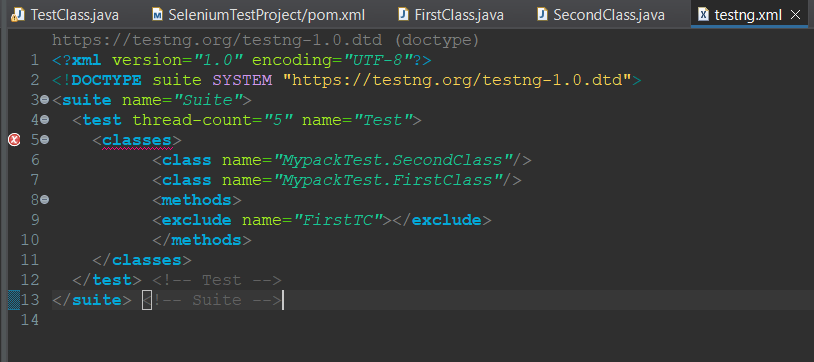 TestClass.java SeleniumTestProject/pom.xml FirstClass.java SecondClass.java testng.xml
https://testng.org/testng-1.0.dtd (doctype)
1 <?xml version="1.0" encoding="UTF-8"?>
2 <!DOCTYPE suite SYSTEM "https://testng.org/testng-1.0.dtd">
3 <suite name="Suite">
4   <test thread-count="5" name="Test">
5     <classes>
6           <class name="MypackTest.SecondClass"/>
7           <class name="MypackTest.FirstClass"/>
8           <methods>
9           <exclude name="FirstTC"></exclude>
10           </methods>
11     </classes>
12   </test> <!-- Test -->
13 </suite> <!-- Suite -->
14